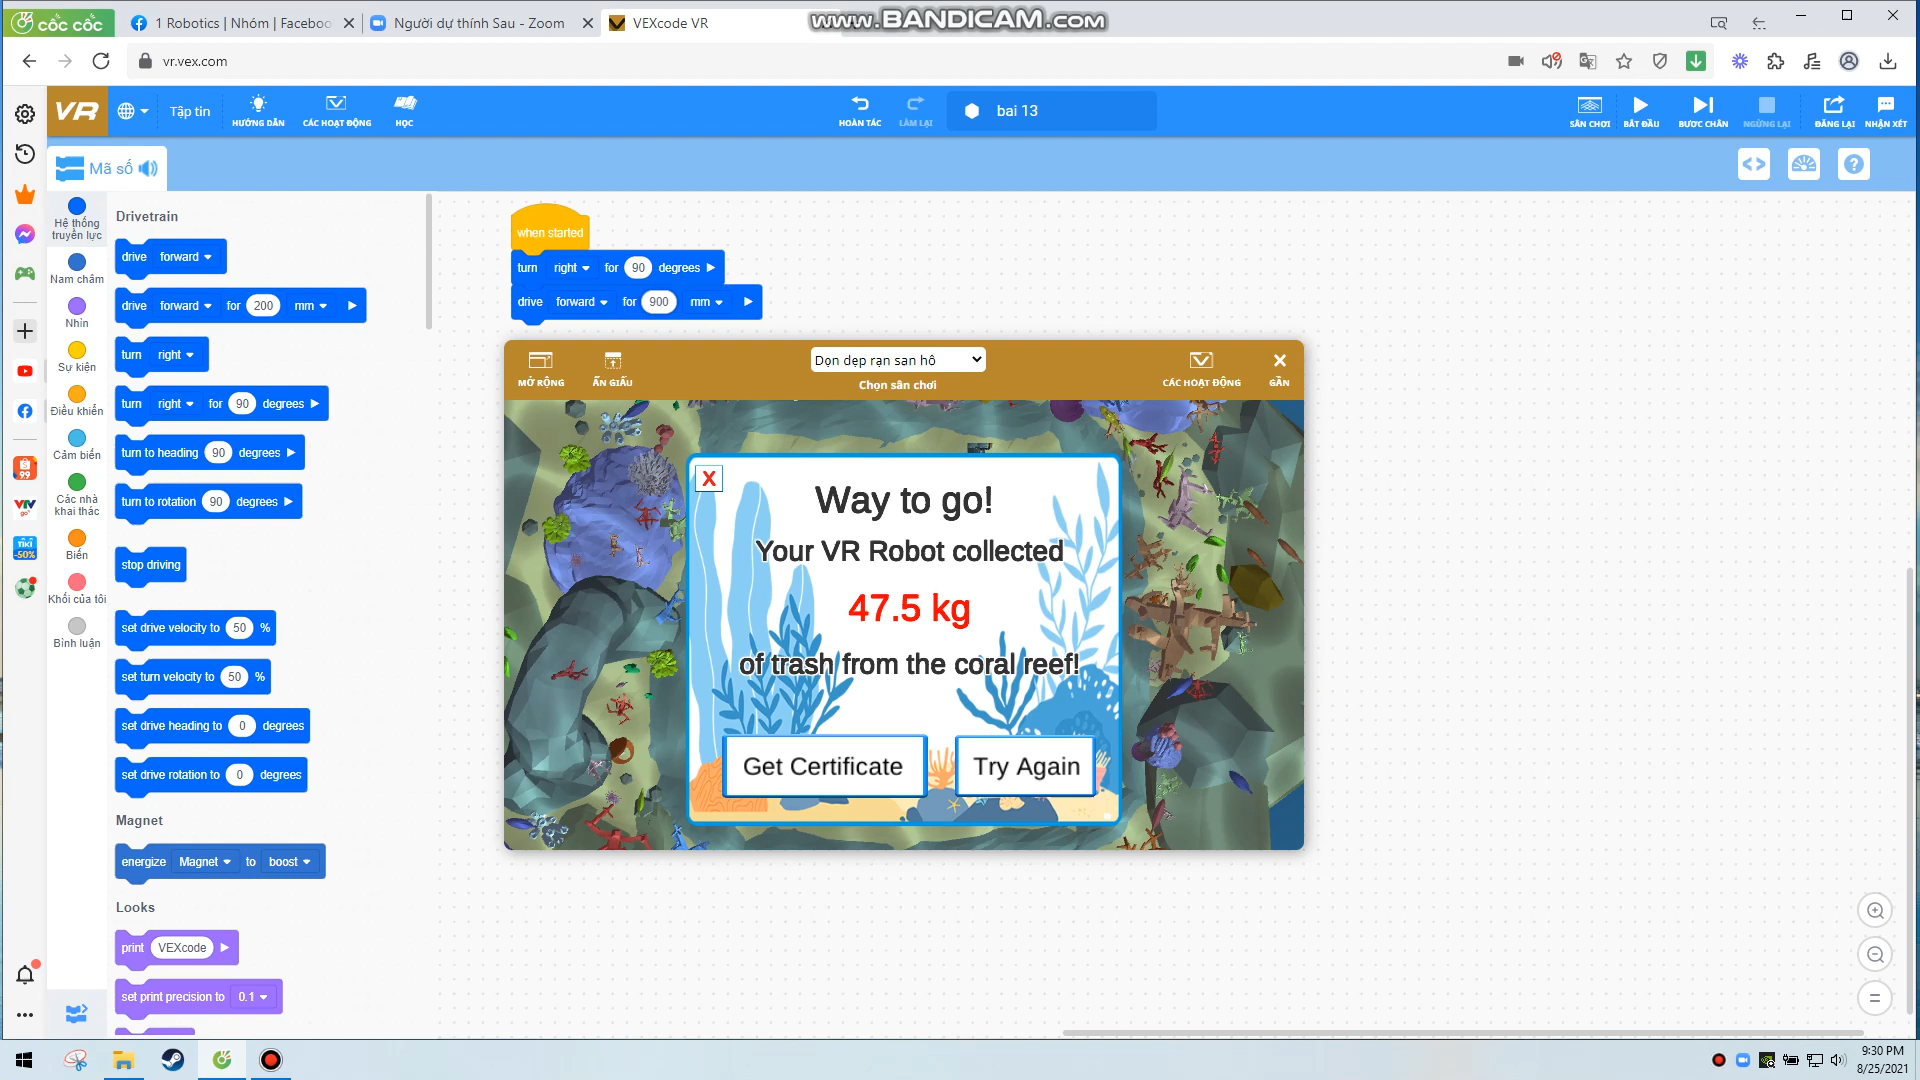 www.BANDICAM.com
cốc cốc
1 Robotics | Nhóm | Faceboo
Người dự thính Sau - Zoom
VEXcode VR
vr.vex.com
VR
Tập tin
HƯỚNG DẪN
CÁC HOẠT ĐỘNG
HỌC
HOÀN TÁC
LÀM LẠI
bai 13
SÂN CHƠI
BẮT ĐẦU
BƯỚC CHÂN
NGỪNG LẠI
ĐĂNG LẠI
NHẬN XÉT
Mã số
Hệ thống
truyền lực
Nam châm
Nhìn
Sự kiện
Điều khiển
Cảm biến
Các nhà
khai thác
Biến
Khối của tôi
Bình luận
Drivetrain
drive forward
drive forward for 200 mm
turn right
turn right for 90 degrees
turn to heading 90 degrees
turn to rotation 90 degrees
stop driving
set drive velocity to 50 %
set turn velocity to 50 %
set drive heading to 0 degrees
set drive rotation to 0 degrees
Magnet
energize Magnet to boost
Looks
print VEXcode
set print precision to 0.1
when started
turn right for 90 degrees
drive forward for 900 mm
MỞ RỘNG
ẨN GIẤU
Dọn dẹp rạn san hô
Chọn sân chơi
CÁC HOẠT ĐỘNG
GẦN
X
Way to go!
Your VR Robot collected
47.5 kg
of trash from the coral reef!
Get Certificate
Try Again
99
VTV
go
TIKI
-50%
9:30 PM
8/25/2021